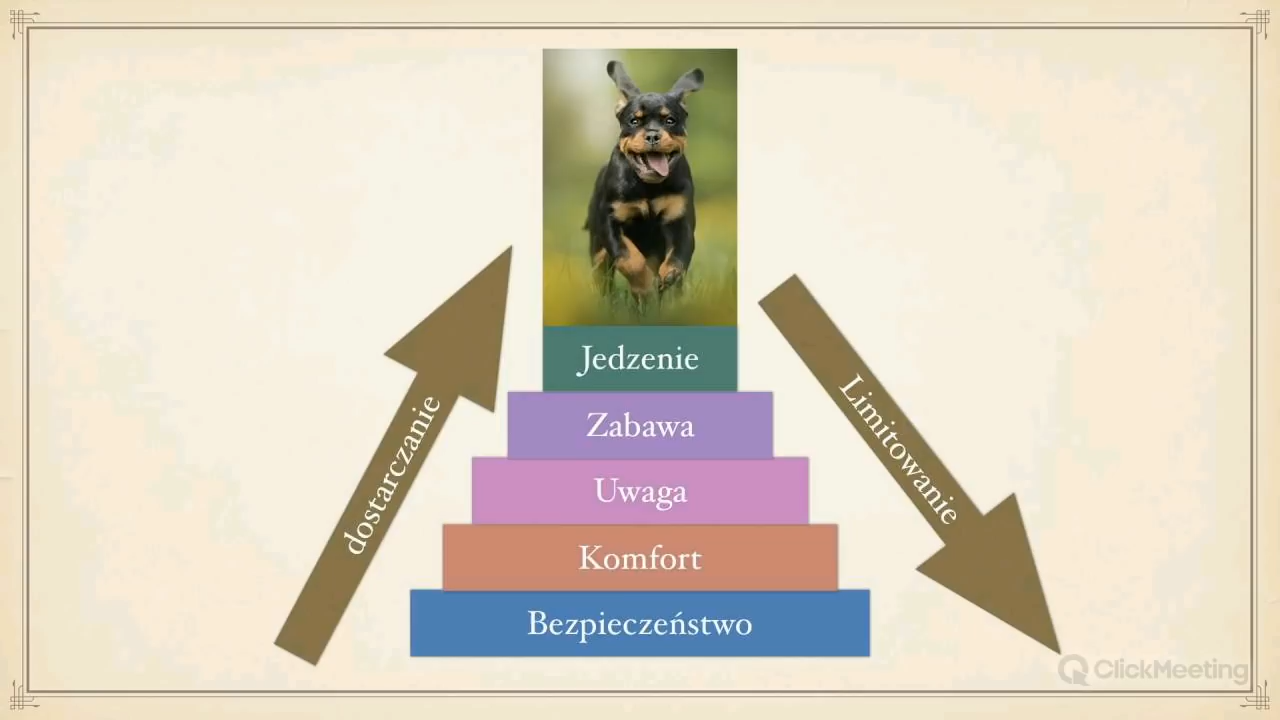 Jedzenie
Zabawa
Uwaga
Komfort
Bezpieczeństwo
dostarczanie
Limitowanie
ClickMeeting